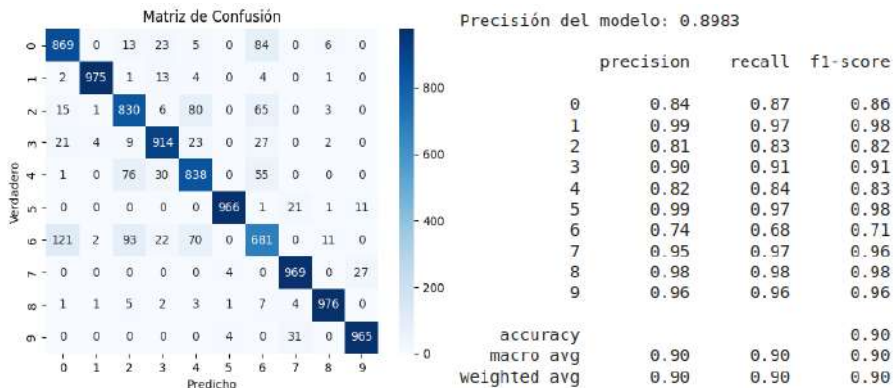 Matriz de Confusión
0 869 0 13 23 5 0 84 0 6 0
1 2 975 1 13 4 0 4 0 1 0
2 15 1 830 6 80 0 65 0 3 0
3 21 4 9 914 23 0 27 0 2 0
4 1 0 76 30 838 0 55 0 0 0
5 0 0 0 0 0 966 1 21 1 11
6 121 2 93 22 70 0 681 0 11 0
7 0 0 0 0 0 4 0 969 0 27
8 1 1 5 2 3 1 7 4 976 0
9 0 0 0 0 0 4 0 31 0 965
0 1 2 3 4 5 6 7 8 9
Verdadero
Predicho
800
600
400
200
0
Precisión del modelo: 0.8983
precision recall f1-score
0 0.84 0.87 0.86
1 0.99 0.97 0.98
2 0.81 0.83 0.82
3 0.90 0.91 0.91
4 0.82 0.84 0.83
5 0.99 0.97 0.98
6 0.74 0.68 0.71
7 0.95 0.97 0.96
8 0.98 0.98 0.98
9 0.96 0.96 0.96
accuracy 0.90
macro avg 0.90 0.90 0.90
weighted avg 0.90 0.90 0.90